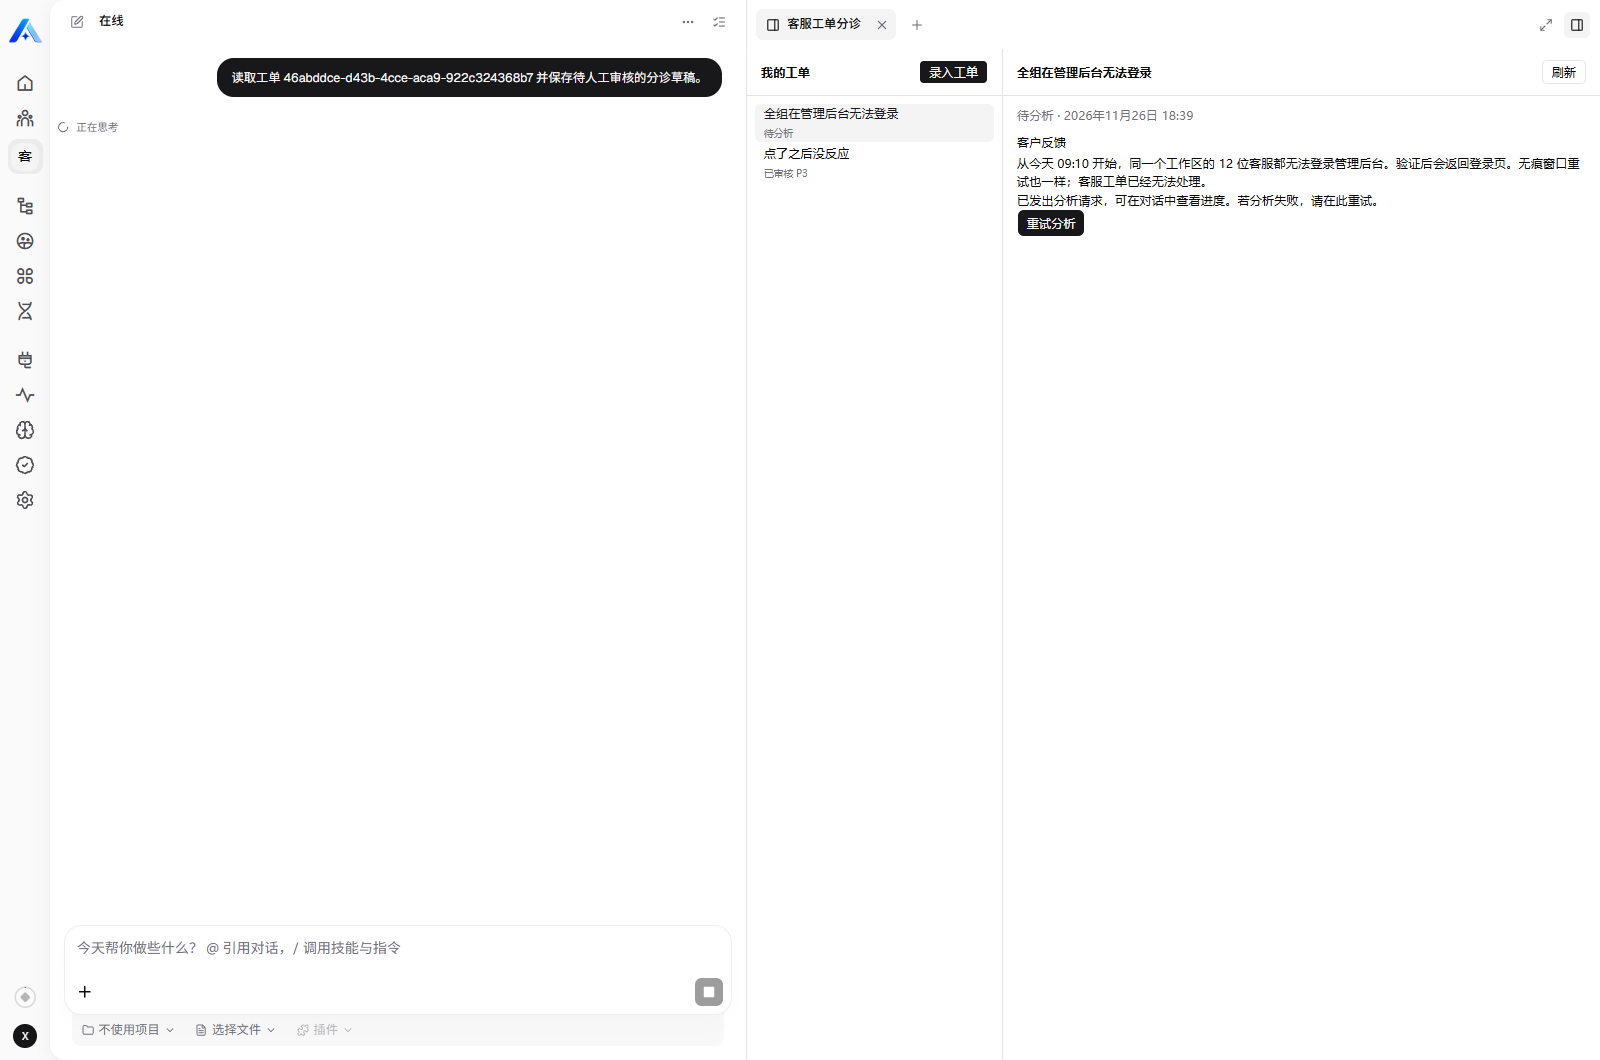 在线
读取工单 46abddce-d43b-4cce-aca9-922c324368b7 并保存待人工审核的分诊草稿。
正在思考
客
今天帮你做些什么？ @ 引用对话，/ 调用技能与指令
不使用项目
选择文件
插件
X
客服工单分诊
我的工单
录入工单
全组在管理后台无法登录
待分析
点了之后没反应
已审核 P3
全组在管理后台无法登录
刷新
待分析 · 2026年11月26日 18:39
客户反馈
从今天 09:10 开始，同一个工作区的 12 位客服都无法登录管理后台。验证后会返回登录页。无痕窗口重
试也一样；客服工单已经无法处理。
已发出分析请求，可在对话中查看进度。若分析失败，请在此重试。
重试分析